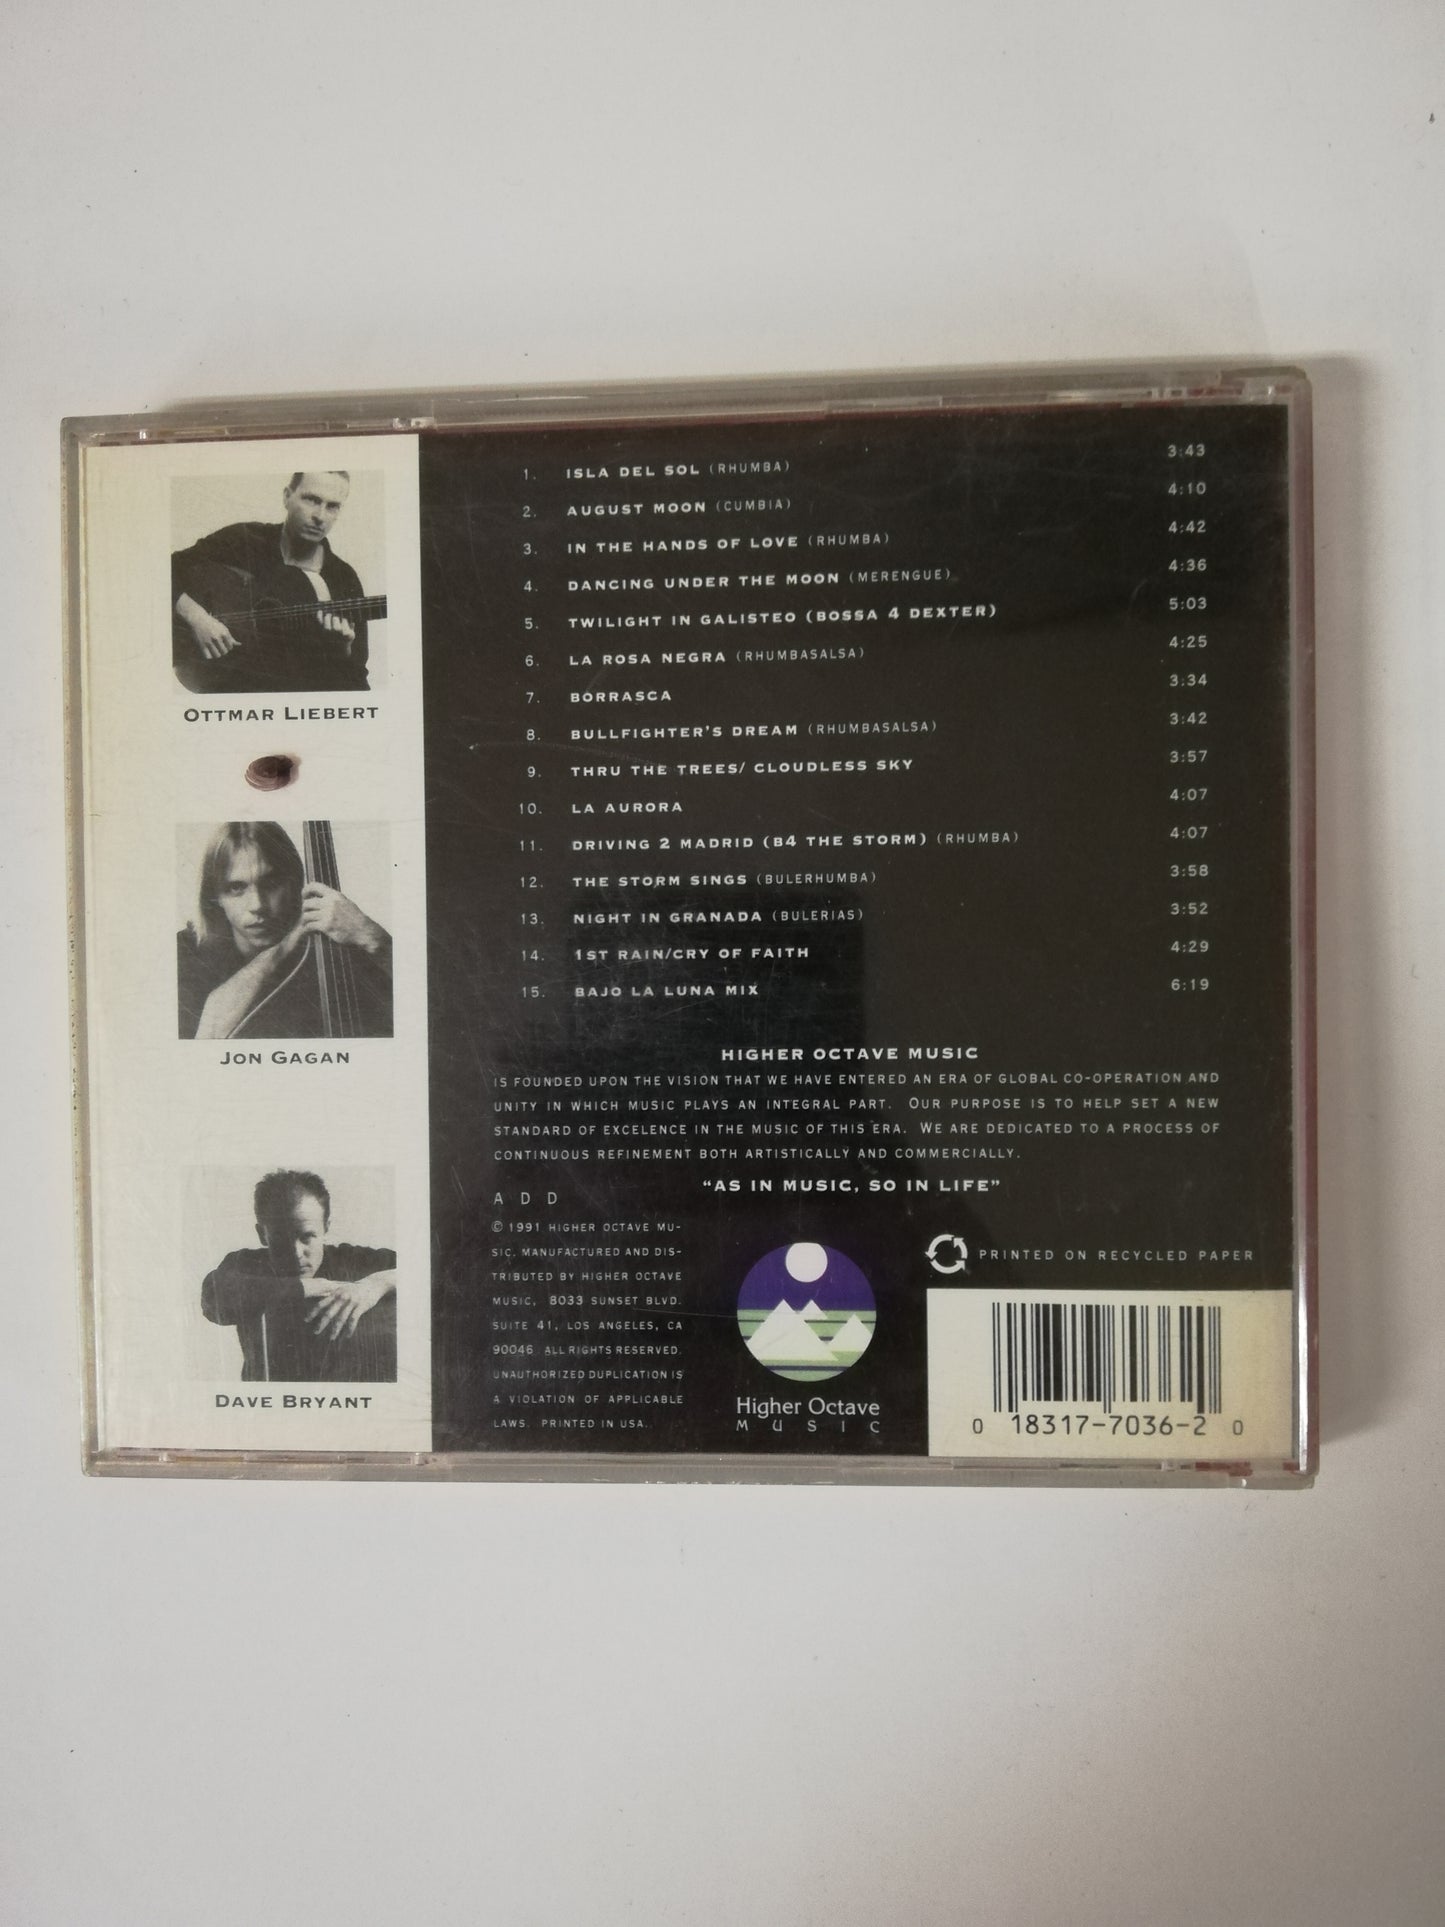 OTTMAR LIEBERT
JON GAGAN
DAVE BRYANT
1. ISLA DEL SOL (RHUMBA) 3:43
2. AUGUST MOON (CUMBIA) 4:10
3. IN THE HANDS OF LOVE (RHUMBA) 4:42
4. DANCING UNDER THE MOON (MERENGUE) 4:36
5. TWILIGHT IN GALISTEO (BOSSA 4 DEXTER) 5:03
6. LA ROSA NEGRA (RHUMBASALSA) 4:25
7. BORRASCA 3:34
8. BULLFIGHTER'S DREAM (RHUMBASALSA) 3:42
9. THRU THE TREES/ CLOUDLESS SKY 3:57
10. LA AURORA 4:07
11. DRIVING 2 MADRID (B4 THE STORM) (RHUMBA) 4:07
12. THE STORM SINGS (BULERHUMBA) 3:58
13. NIGHT IN GRANADA (BULERIAS) 3:52
14. 1ST RAIN/CRY OF FAITH 4:29
15. BAJO LA LUNA MIX 6:19
HIGHER OCTAVE MUSIC
IS FOUNDED UPON THE VISION THAT WE HAVE ENTERED AN ERA OF GLOBAL CO-OPERATION AND
UNITY IN WHICH MUSIC PLAYS AN INTEGRAL PART. OUR PURPOSE IS TO HELP SET A NEW
STANDARD OF EXCELENCE IN THE MUSIC OF THIS ERA. WE ARE DEDICATED TO A PROCESS OF
CONTINUOUS REFINEMENT BOTH ARTISTICALLY AND COMMERCIALLY.
"AS IN MUSIC, SO IN LIFE"
A D D
© 1991 HIGHER OCTAVE MU-
SIC. MANUFACTURED AND DIS-
TRIBUTED BY HIGHER OCTAVE
MUSIC, 8033 SUNSET BLVD.
SUITE 41, LOS ANGELES, CA
90046 ALL RIGHTS RESERVED.
UNAUTHORIZED DUPLICATION IS
A VIOLATION OF APPLICABLE
LAWS. PRINTED IN USA.
Higher Octave
MUSIC
PRINTED ON RECYCLED PAPER
0 18317-7036-2 0